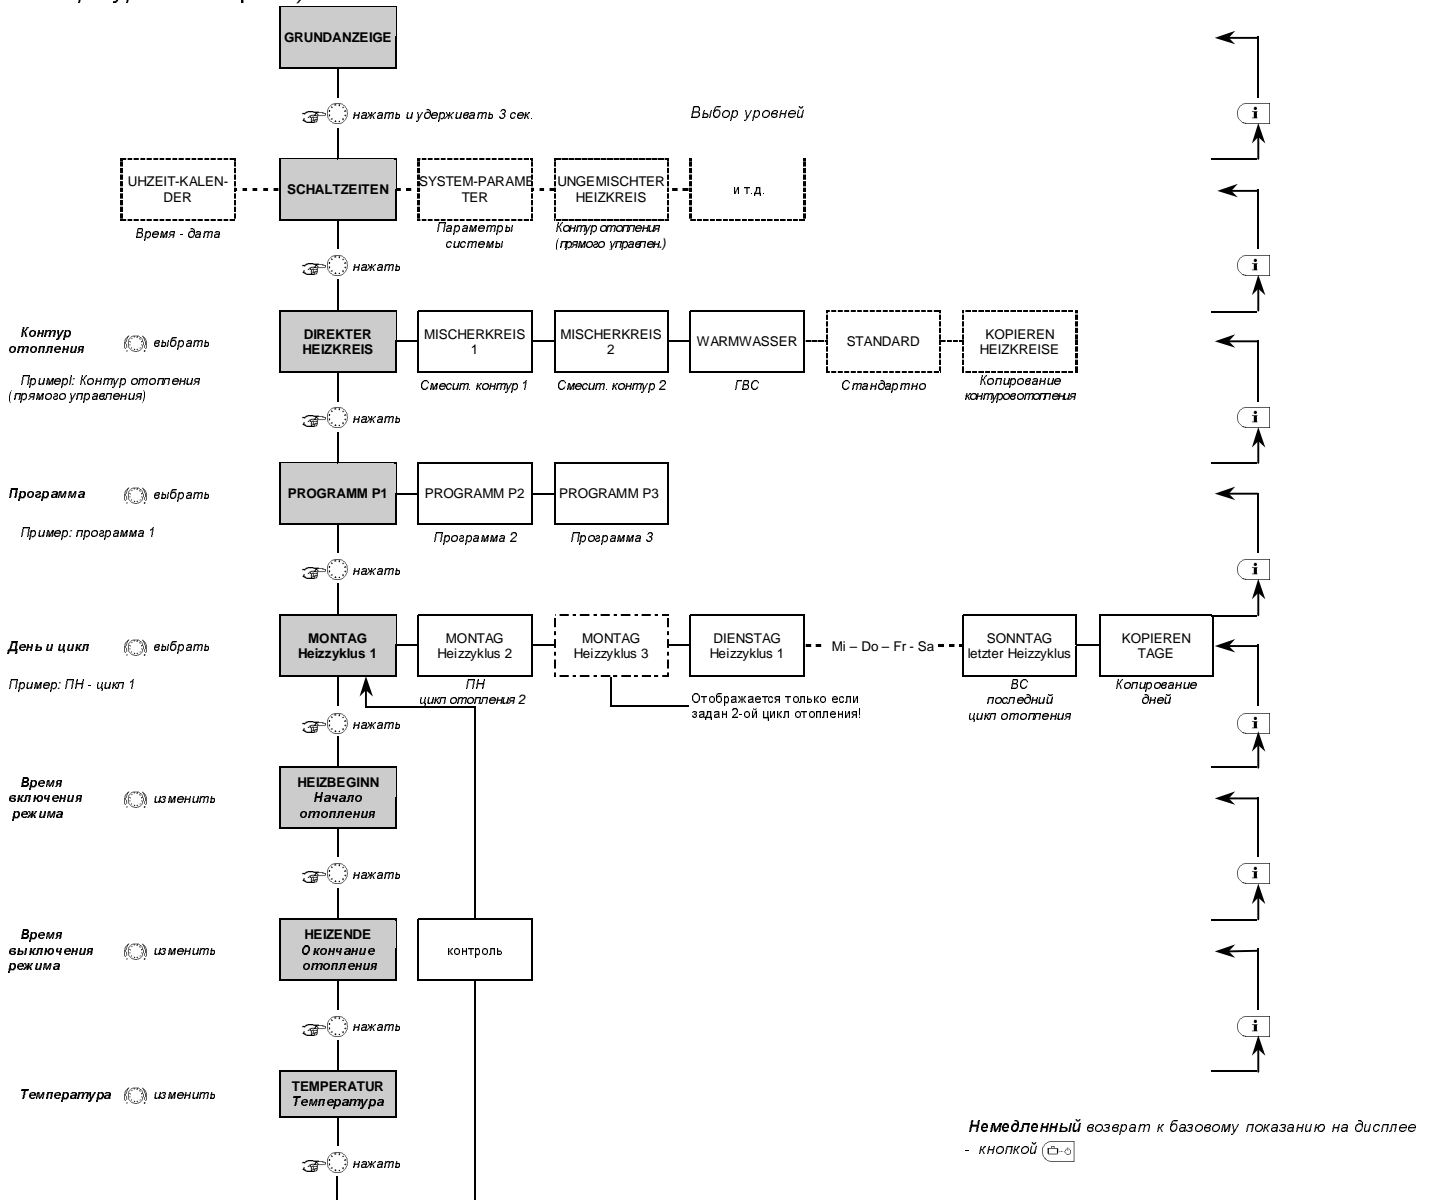 GRUNDANZEIGE
нажать и удерживать 3 сек.
Выбор уровней
i
UHZEIT-KALEN-
DER
SCHALTZEITEN
SYSTEM-PARAME
TER
UNGEMISCHTER
HEIZKREIS
и т.д.
Время - дата
Параметры
системы
Контур отопления
(прямого управлен.)
нажать
i
Контур
отопления
выбрать
DIREKTER
HEIZKREIS
MISCHERKREIS
1
MISCHERKREIS
2
WARMWASSER
STANDARD
KOPIEREN
HEIZKREISE
ПримерI: Контур отопления
(прямого управления)
Смесит. контур 1
Смесит. контур 2
ГВС
Стандартно
Копирование
контуров отопления
нажать
i
Программа
выбрать
PROGRAMM P1
PROGRAMM P2
PROGRAMM P3
Пример: программа 1
Программа 2
Программа 3
нажать
i
День и цикл
выбрать
MONTAG
Heizzyklus 1
MONTAG
Heizzyklus 2
MONTAG
Heizzyklus 3
DIENSTAG
Heizzyklus 1
Mi – Do – Fr - Sa
SONNTAG
letzter Heizzyklus
KOPIEREN
TAGE
Пример: ПН - цикл 1
ПН
цикл отопления 2
Отображается только если
задан 2-ой цикл отопления!
ВС
последний
цикл отопления
Копирование
дней
нажать
i
Время
включения
режима
изменить
HEIZBEGINN
Начало
отопления
нажать
i
Время
выключения
режима
изменить
HEIZENDE
Окончание
отопления
контроль
нажать
i
Температура
изменить
TEMPERATUR
Температура
Немедленный возврат к базовому показанию на дисплее
- кнопкой
нажать